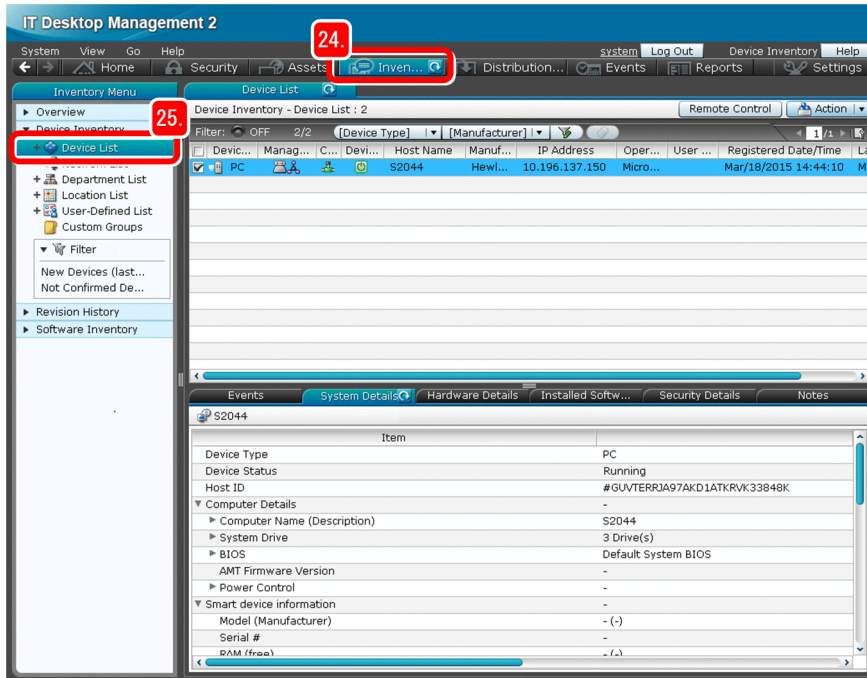 IT Desktop Management 2
System View Go Help
24.
system Log Out Device Inventory Help
Home Security Assets Inven... Distribution... Events Reports Settings
Inventory Menu
Device List
25.
Overview
Device Inventory - Device List : 2
Remote Control Action
Device Inventory
Filter: OFF 2/2 [Device Type] [Manufacturer] 1/1
Device List
Devic... Manag... C... Devi... Host Name Manuf... IP Address Oper... User ... Registered Date/Time La
PC S2044 Hewl... 10.196.137.150 Micro... Mar/18/2015 14:44:10 M
Department List
Location List
User-Defined List
Custom Groups
Filter
New Devices (last...
Not Confirmed De...
Revision History
Software Inventory
Events System Details Hardware Details Installed Softw... Security Details Notes
S2044
Item
Device Type PC
Device Status Running
Host ID #GUVTERRJA97AKD1ATKRVK33848K
Computer Details -
Computer Name (Description) S2044
System Drive 3 Drive(s)
BIOS Default System BIOS
AMT Firmware Version -
Power Control -
Smart device information -
Model (Manufacturer) - (-)
Serial # -
RAM (free) - (-)